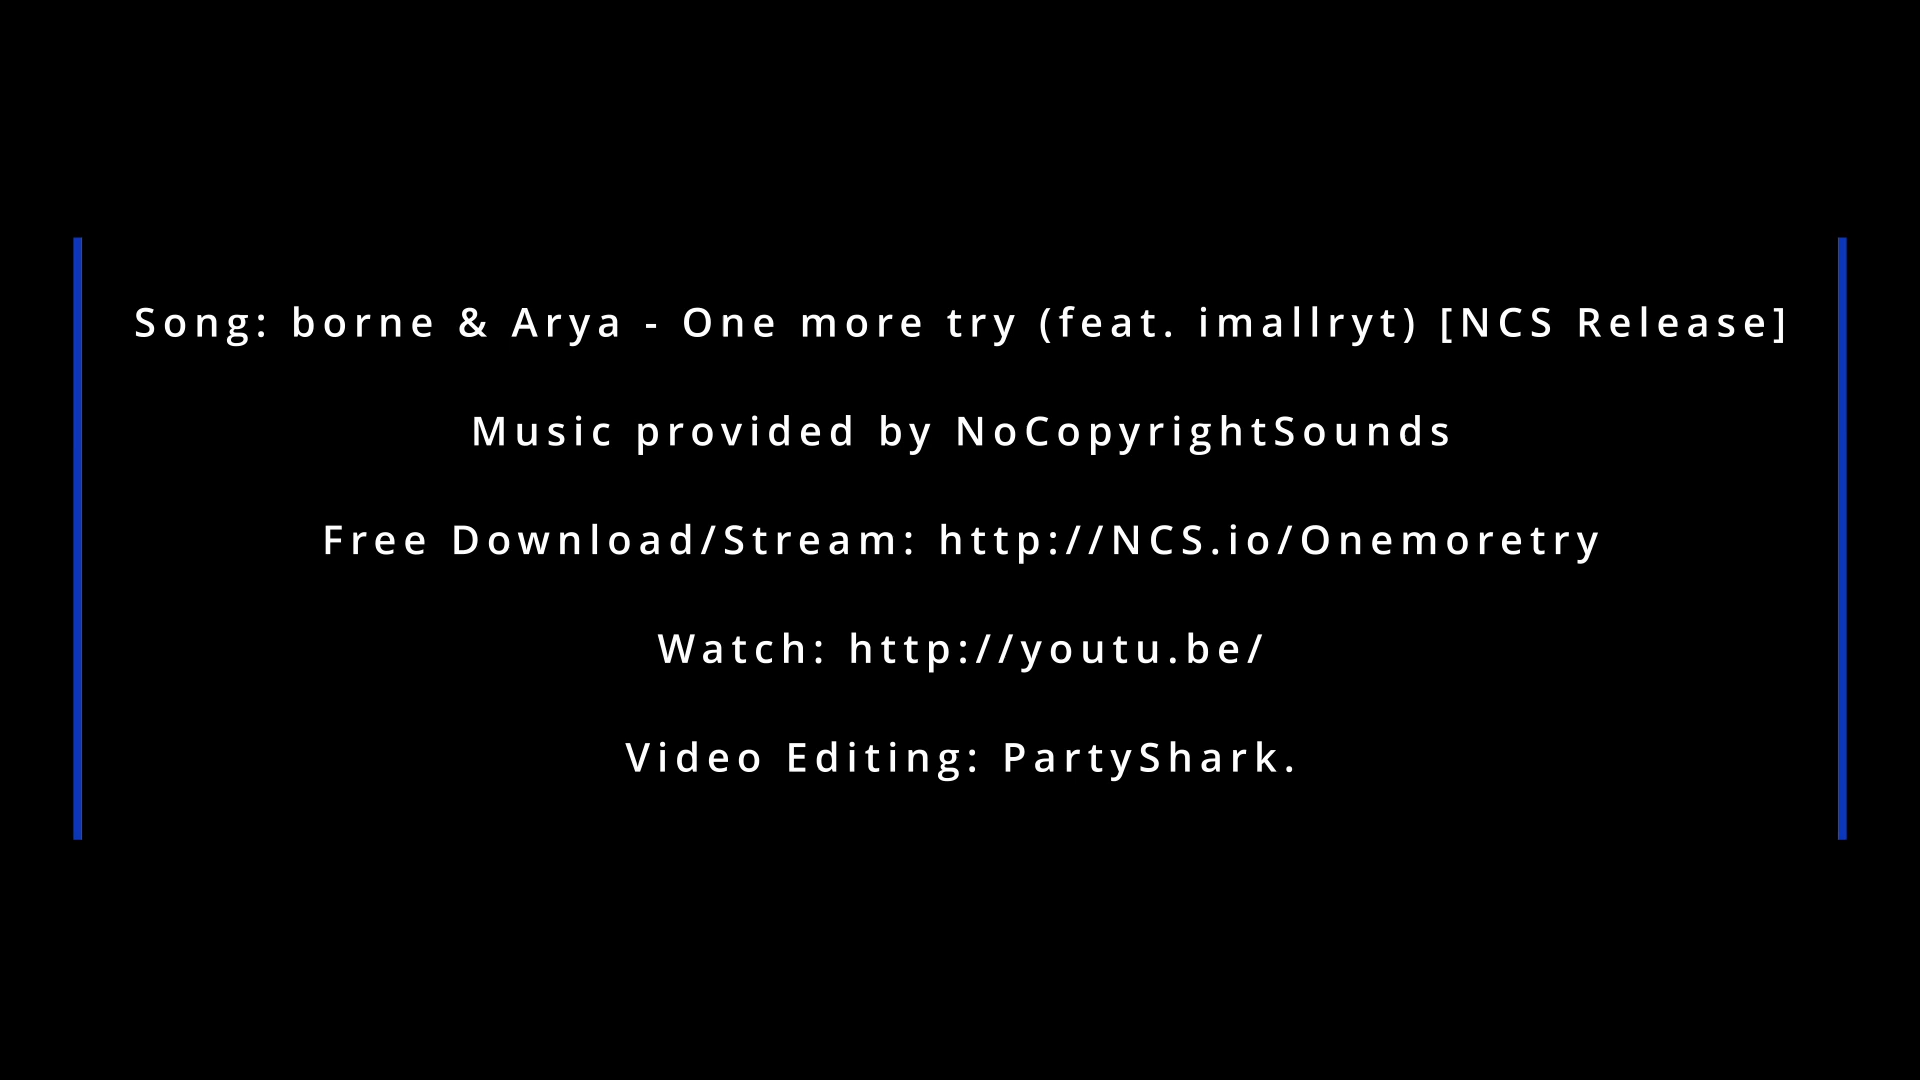 Song: borne & Arya - One more try (feat. imallryt) [NCS Release]
Music provided by NoCopyrightSounds
Free Download/Stream: http://NCS.io/Onemoretry
Watch: http://youtu.be/
Video Editing: PartyShark.